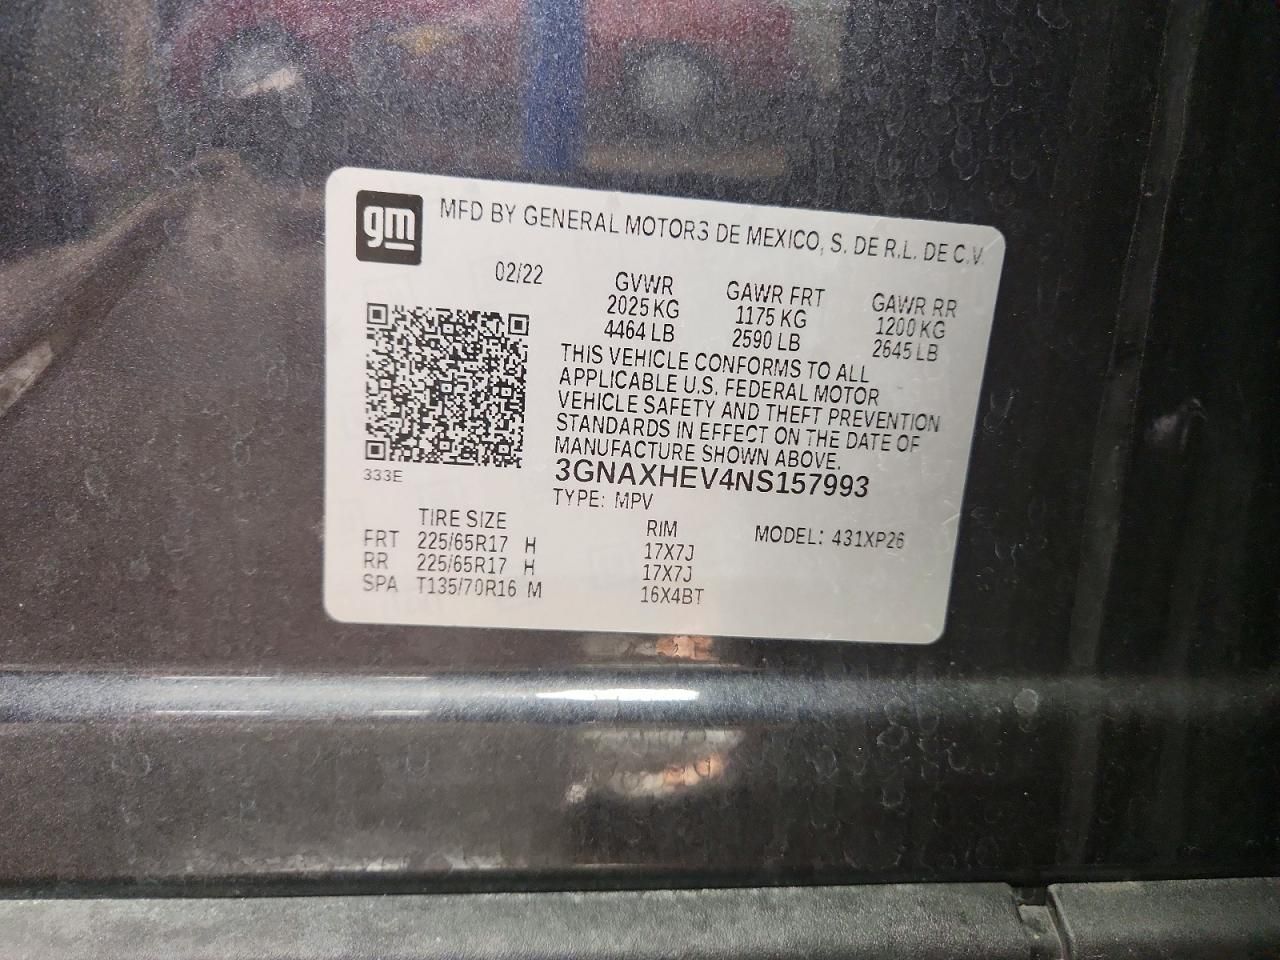 gm MFD BY GENERAL MOTORS DE MEXICO, S. DE R.L. DE C.V.
02/22 GVWR GAWR FRT GAWR RR
2025 KG 1175 KG 1200 KG
4464 LB 2590 LB 2645 LB
THIS VEHICLE CONFORMS TO ALL
APPLICABLE U.S. FEDERAL MOTOR
VEHICLE SAFETY AND THEFT PREVENTION
STANDARDS IN EFFECT ON THE DATE OF
MANUFACTURE SHOWN ABOVE.
333E 3GNAXHEV4NS157993
TYPE: MPV
TIRE SIZE RIM MODEL: 431XP26
FRT 225/65R17 H 17X7J
RR 225/65R17 H 17X7J
SPA T135/70R16 M 16X4BT